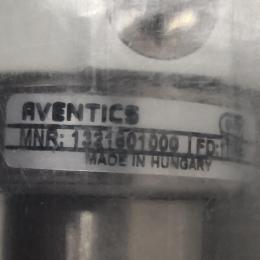 AVENTICS
MNR: 1321601000 | FD:
MADE IN HUNGARY